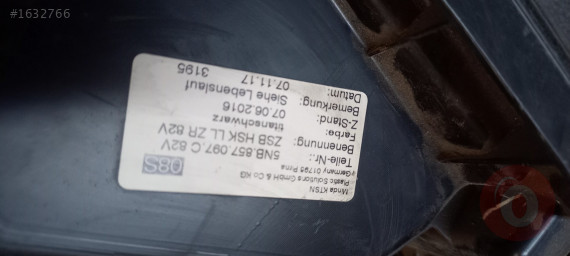 #1632766
Minda KTSN
Plastic Solutions GmbH & Co KG
Germany 01796 Pirna
08S
Teile-Nr.: 5NB.857.097.C 82V
Benennung: ZSB HSK LL ZR 82V
Farbe: titanschwarz
Z-Stand: 07.06.2016
Bemerkung: Siehe Lebenslauf
Datum: 07.11.17 3195